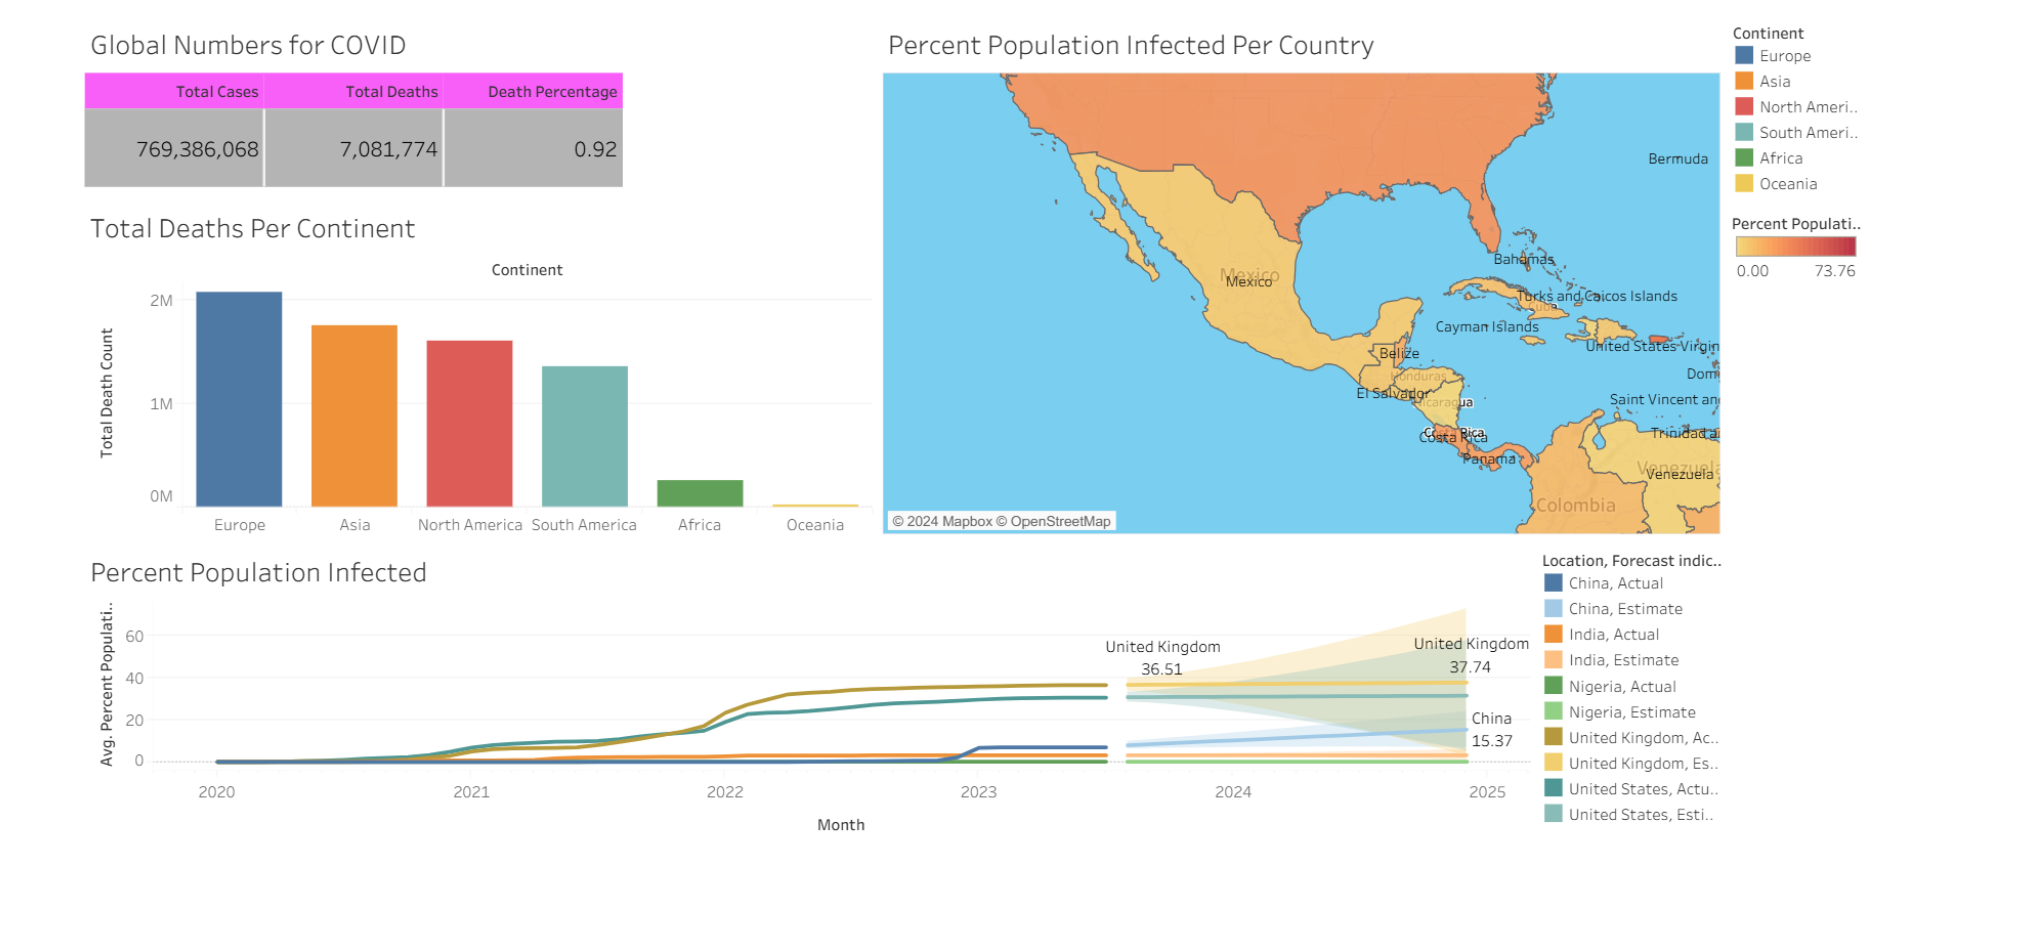 Global Numbers for COVID
Total Cases Total Deaths Death Percentage
769,386,068 7,081,774 0.92
Total Deaths Per Continent
Continent
Total Death Count
2M
1M
0M
Europe Asia North America South America Africa Oceania
Percent Population Infected Per Country
Bermuda
Bahamas
Mexico
Mexico
Turks and Caicos Islands
Cuba
Cayman Islands
United States Virgin
Belize
Dom
Honduras
El Salvador
Saint Vincent an
Nicaragua
Costa Rica
Costa Rica
Trinidad a
Panama
Venezuela
Venezuela
Colombia
© 2024 Mapbox © OpenStreetMap
Continent
Europe
Asia
North Ameri..
South Ameri..
Africa
Oceania
Percent Populati..
0.00 73.76
Percent Population Infected
Avg. Percent Populati..
60
40
20
0
United Kingdom
36.51
United Kingdom
37.74
China
15.37
2020 2021 2022 2023 2024 2025
Month
Location, Forecast indic..
China, Actual
China, Estimate
India, Actual
India, Estimate
Nigeria, Actual
Nigeria, Estimate
United Kingdom, Ac..
United Kingdom, Es..
United States, Actu..
United States, Esti..